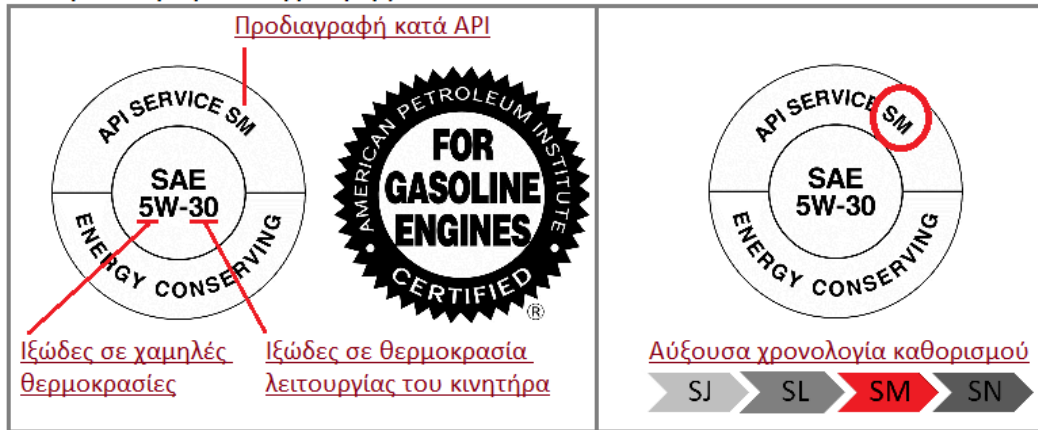 Προδιαγραφή κατά API
API SERVICE SM
SAE
5W-30
ENERGY CONSERVING
Ιξώδες σε χαμηλές
θερμοκρασίες
Ιξώδες σε θερμοκρασία
λειτουργίας του κινητήρα
AMERICAN PETROLEUM INSTITUTE
FOR
GASOLINE
ENGINES
CERTIFIED
®
API SERVICE SM
SAE
5W-30
ENERGY CONSERVING
Αύξουσα χρονολογία καθορισμού
SJ SL SM SN